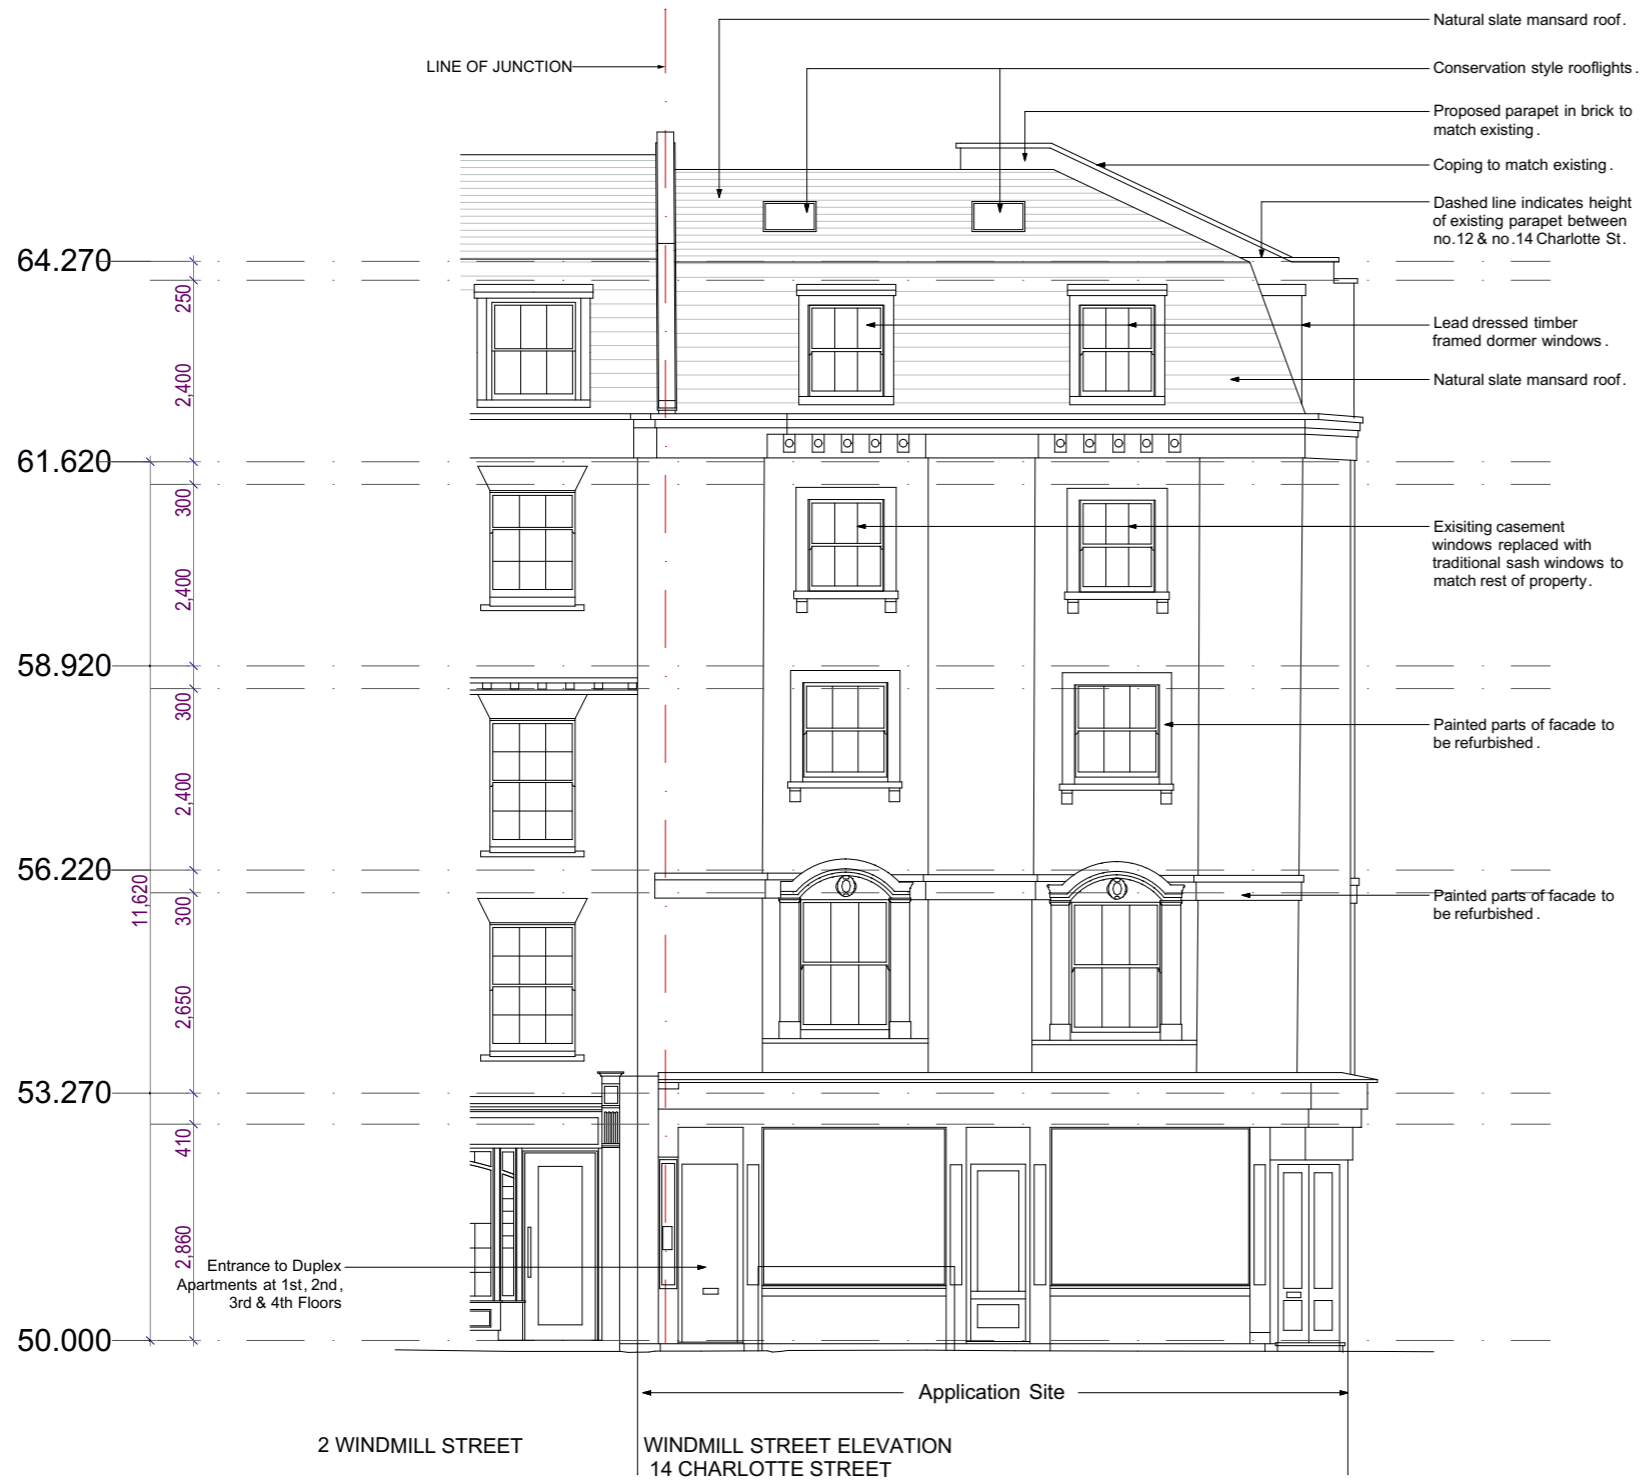 Natural slate mansard roof.
LINE OF JUNCTION
Conservation style rooflights.
Proposed parapet in brick to
match existing.
Coping to match existing.
Dashed line indicates height
of existing parapet between
no.12 & no.14 Charlotte St.
64.270
250
2,400
Lead dressed timber
framed dormer windows.
Natural slate mansard roof.
61.620
300
2,400
Exisiting casement
windows replaced with
traditional sash windows to
match rest of property.
58.920
300
2,400
Painted parts of facade to
be refurbished.
56.220
11,620
300
2,650
Painted parts of facade to
be refurbished.
53.270
410
2,860
Entrance to Duplex
Apartments at 1st, 2nd,
3rd & 4th Floors
50.000
Application Site
2 WINDMILL STREET
WINDMILL STREET ELEVATION
14 CHARLOTTE STREET